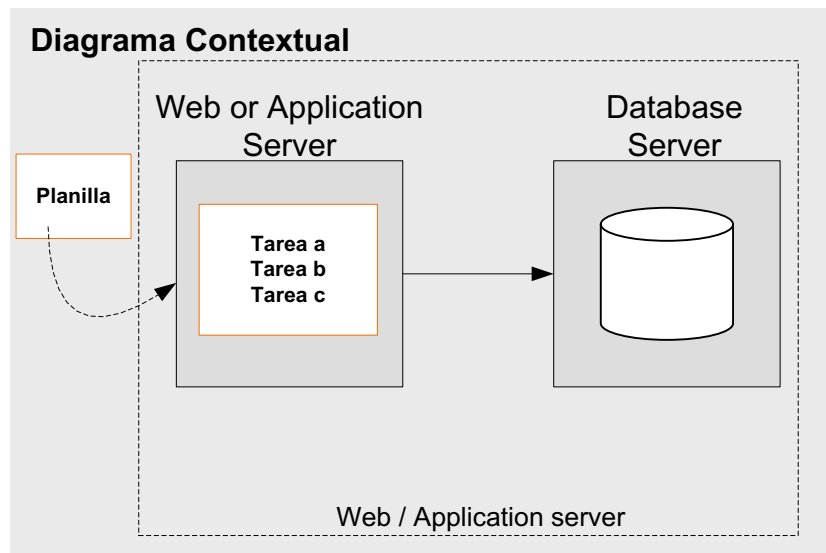 Diagrama Contextual
Web or Application
Server
Database
Server
Planilla
Tarea a
Tarea b
Tarea c
Web / Application server